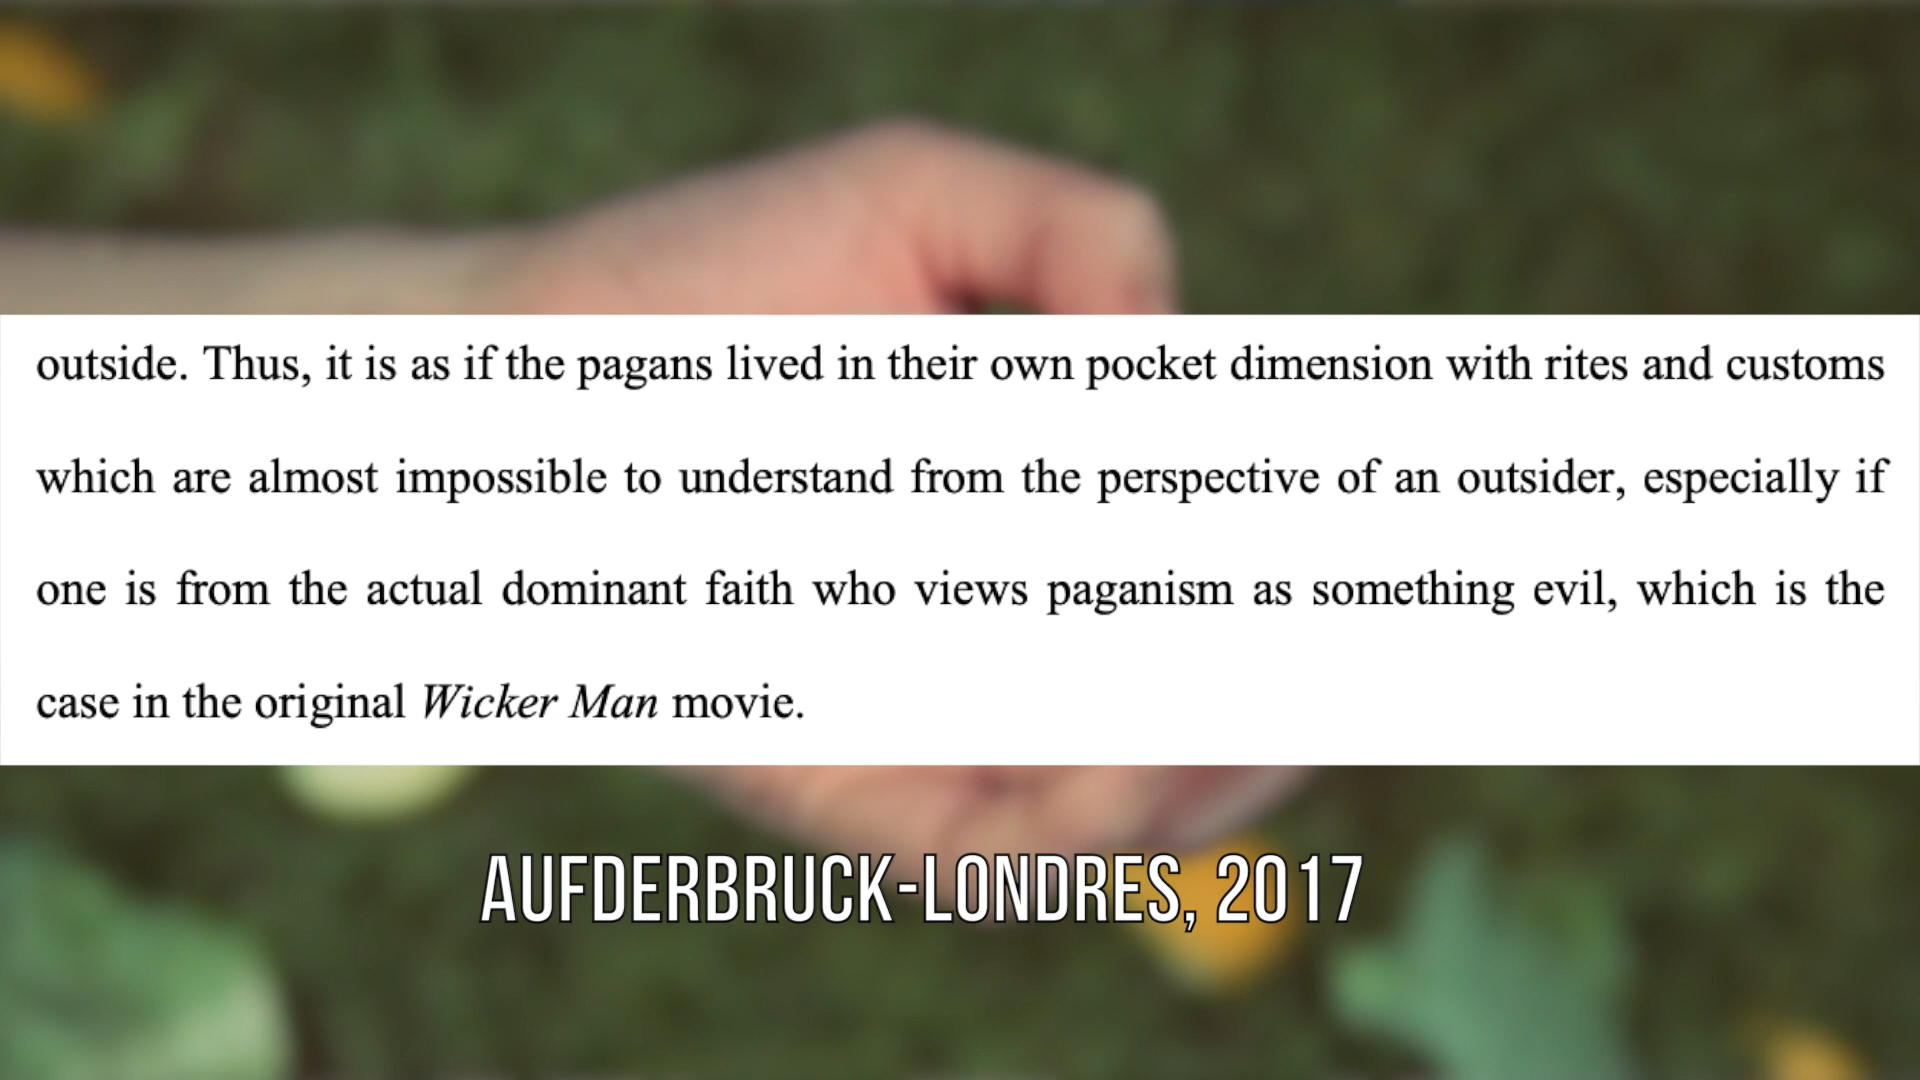 outside. Thus, it is as if the pagans lived in their own pocket dimension with rites and customs
which are almost impossible to understand from the perspective of an outsider, especially if
one is from the actual dominant faith who views paganism as something evil, which is the
case in the original Wicker Man movie.
AUFDERBRUCK-LONDRES, 2017